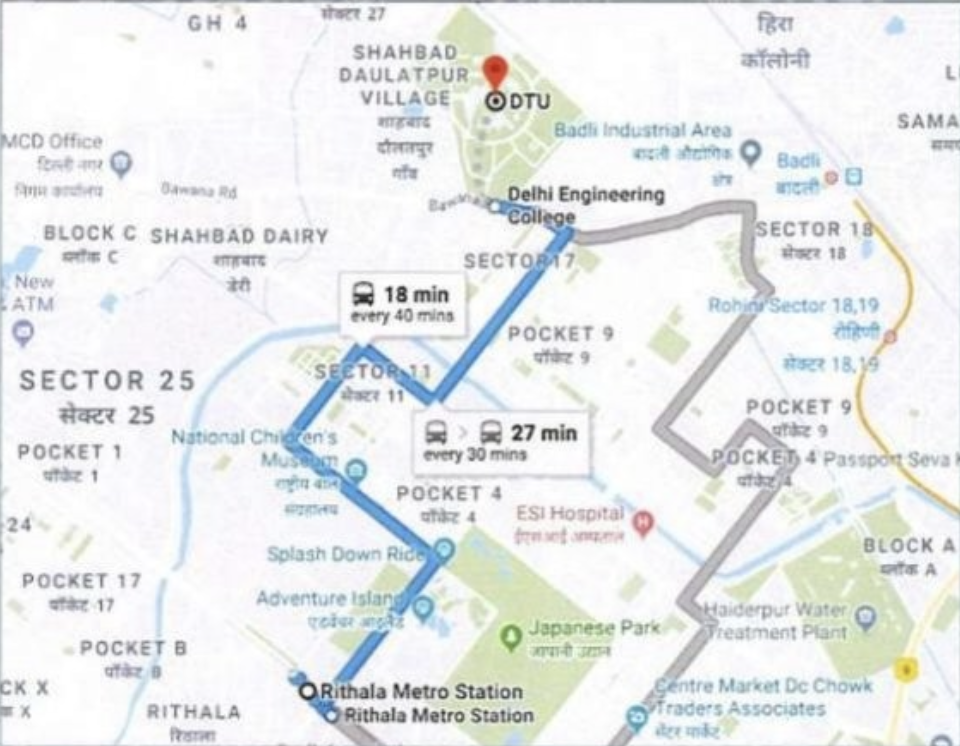 GH 4
सेक्टर 27
हिरा
कॉलोनी
SHAHBAD
DAULATPUR
VILLAGE
शाहबाद
दौलतपुर
गाँव
DTU
MCD Office
दिल्ली नगर
निगम कार्यालय
Bawana Rd
Badli Industrial Area
बादली औद्योगिक
क्षेत्र
Badli
बादली
SAMA
Delhi Engineering
College
BLOCK C
ब्लॉक C
SHAHBAD DAIRY
शाहबाद
डेरी
SECTOR 17
SECTOR 18
सेक्टर 18
New
ATM
18 min
every 40 mins
Rohini Sector 18,19
रोहिणी
सेक्टर 18,19
POCKET 9
पॉकेट 9
SECTOR 25
सेक्टर 25
SECTOR 11
सेक्टर 11
27 min
every 30 mins
POCKET 9
पॉकेट 9
POCKET 1
पॉकेट 1
National Children's
Museum
राष्ट्रीय बाल
संग्रहालय
POCKET 4
पॉकेट 4
Passport Seva
POCKET 4
पॉकेट 4
24
ESI Hospital
ईएसआई अस्पताल
Splash Down Ride
BLOCK A
ब्लॉक A
POCKET 17
पॉकेट 17
Adventure Island
एडवेंचर आइलैंड
Haiderpur Water
Treatment Plant
Japanese Park
जापानी उद्यान
POCKET B
पॉकेट B
CK X
X
Rithala Metro Station
Rithala Metro Station
RITHALA
रिठाला
Centre Market Dc Chowk
Traders Associates
सेंटर मार्केट